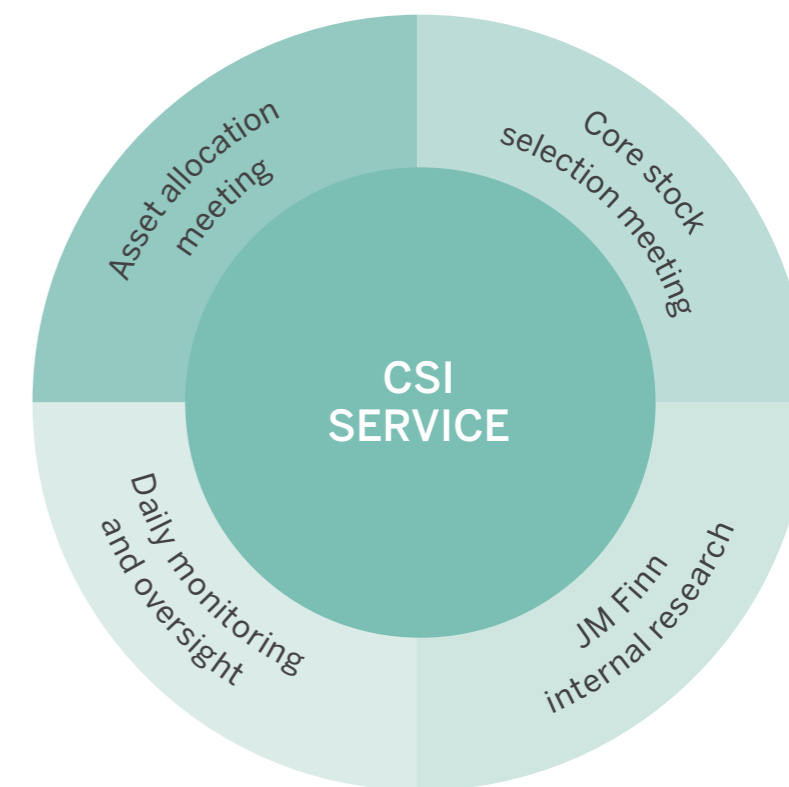 Asset allocation
meeting
Core stock
selection meeting
CSI
SERVICE
Daily monitoring
and oversight
JM Finn
internal research